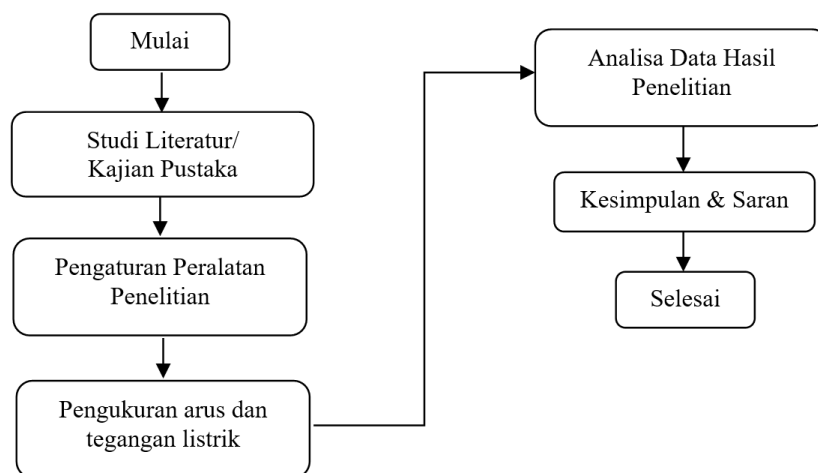 Mulai
Studi Literatur/
Kajian Pustaka
Pengaturan Peralatan
Penelitian
Pengukuran arus dan
tegangan listrik
Analisa Data Hasil
Penelitian
Kesimpulan & Saran
Selesai